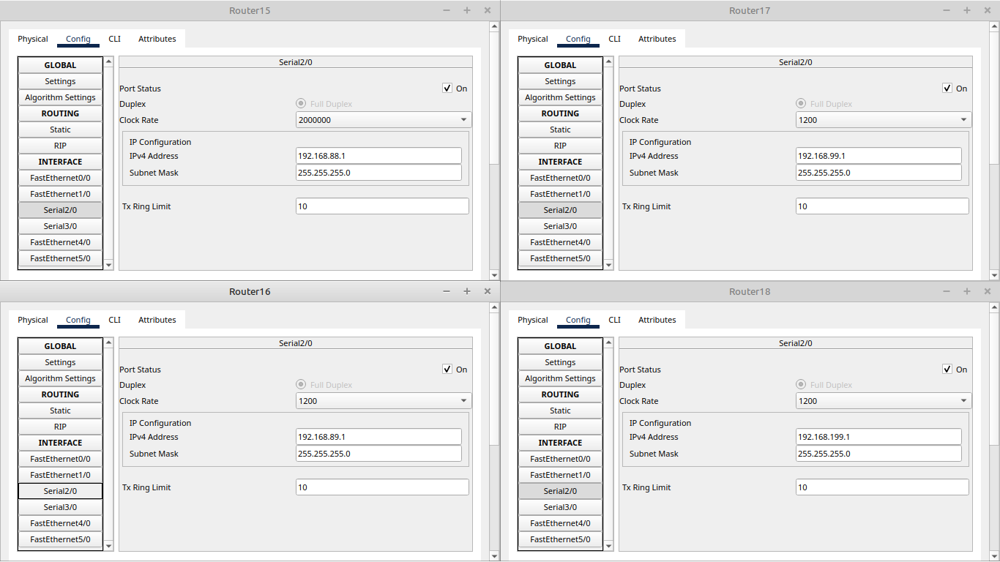 Router15
Physical Config CLI Attributes
GLOBAL
Settings
Algorithm Settings
ROUTING
Static
RIP
INTERFACE
FastEthernet0/0
FastEthernet1/0
Serial2/0
Serial3/0
FastEthernet4/0
FastEthernet5/0
Serial2/0
Port Status On
Duplex Full Duplex
Clock Rate 2000000
IP Configuration
IPv4 Address 192.168.88.1
Subnet Mask 255.255.255.0
Tx Ring Limit 10
Router17
Physical Config CLI Attributes
GLOBAL
Settings
Algorithm Settings
ROUTING
Static
RIP
INTERFACE
FastEthernet0/0
FastEthernet1/0
Serial2/0
Serial3/0
FastEthernet4/0
FastEthernet5/0
Serial2/0
Port Status On
Duplex Full Duplex
Clock Rate 1200
IP Configuration
IPv4 Address 192.168.99.1
Subnet Mask 255.255.255.0
Tx Ring Limit 10
Router16
Physical Config CLI Attributes
GLOBAL
Settings
Algorithm Settings
ROUTING
Static
RIP
INTERFACE
FastEthernet0/0
FastEthernet1/0
Serial2/0
Serial3/0
FastEthernet4/0
FastEthernet5/0
Serial2/0
Port Status On
Duplex Full Duplex
Clock Rate 1200
IP Configuration
IPv4 Address 192.168.89.1
Subnet Mask 255.255.255.0
Tx Ring Limit 10
Router18
Physical Config CLI Attributes
GLOBAL
Settings
Algorithm Settings
ROUTING
Static
RIP
INTERFACE
FastEthernet0/0
FastEthernet1/0
Serial2/0
Serial3/0
FastEthernet4/0
FastEthernet5/0
Serial2/0
Port Status On
Duplex Full Duplex
Clock Rate 1200
IP Configuration
IPv4 Address 192.168.199.1
Subnet Mask 255.255.255.0
Tx Ring Limit 10